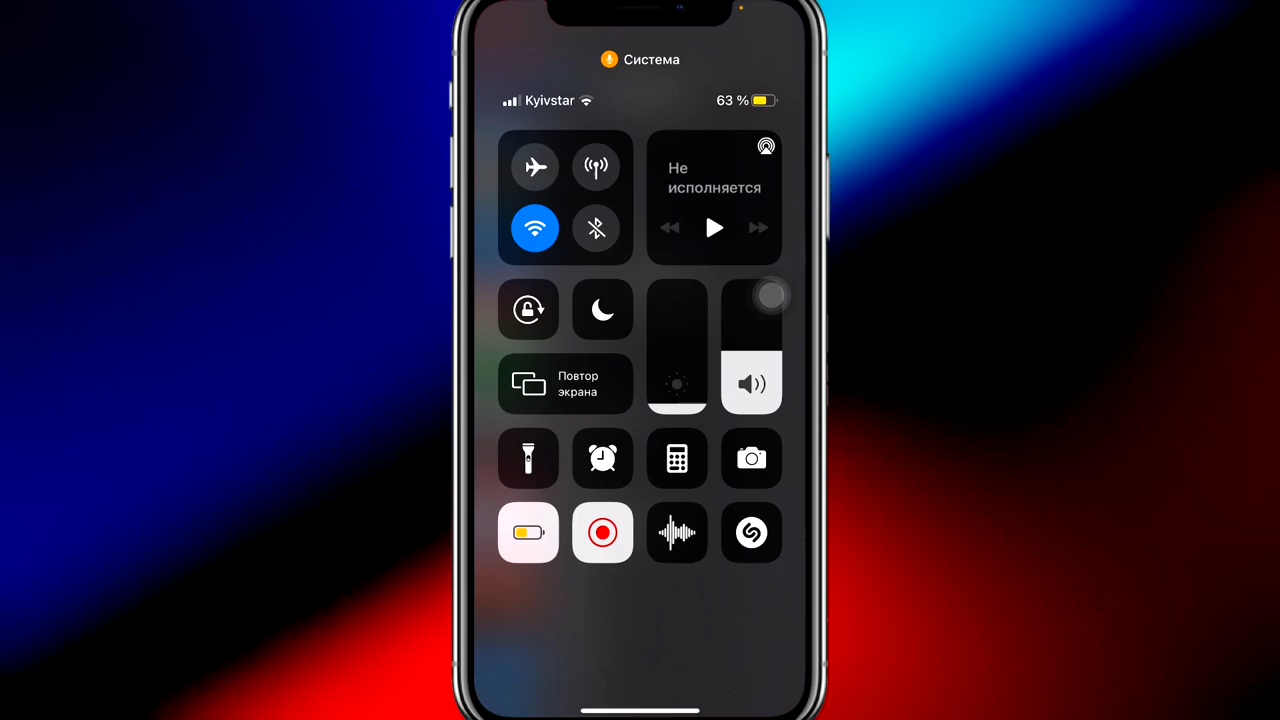 Система
Kyivstar 63 %
Не
исполняется
Повтор
экрана